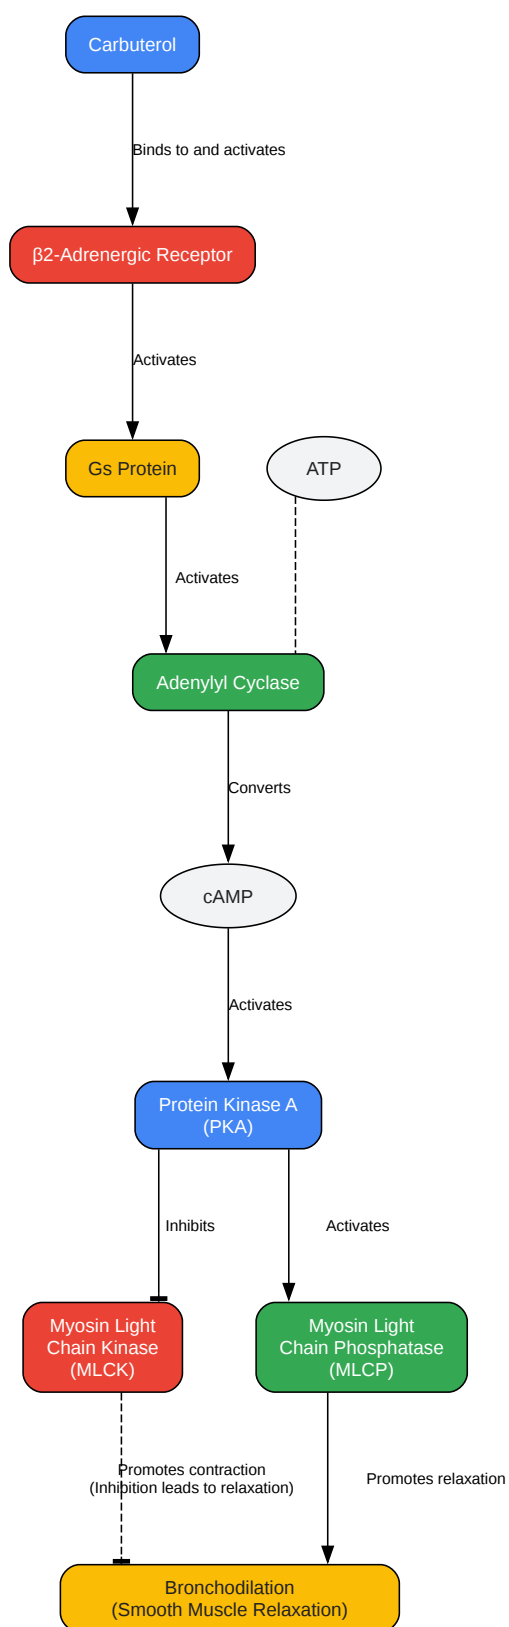 Carbuterol
Binds to and activates
β2-Adrenergic Receptor
Activates
Gs Protein
ATP
Activates
Adenylyl Cyclase
Converts
cAMP
Activates
Protein Kinase A
(PKA)
Inhibits
Activates
Myosin Light
Chain Kinase
(MLCK)
Myosin Light
Chain Phosphatase
(MLCP)
Promotes contraction
(Inhibition leads to relaxation)
Promotes relaxation
Bronchodilation
(Smooth Muscle Relaxation)